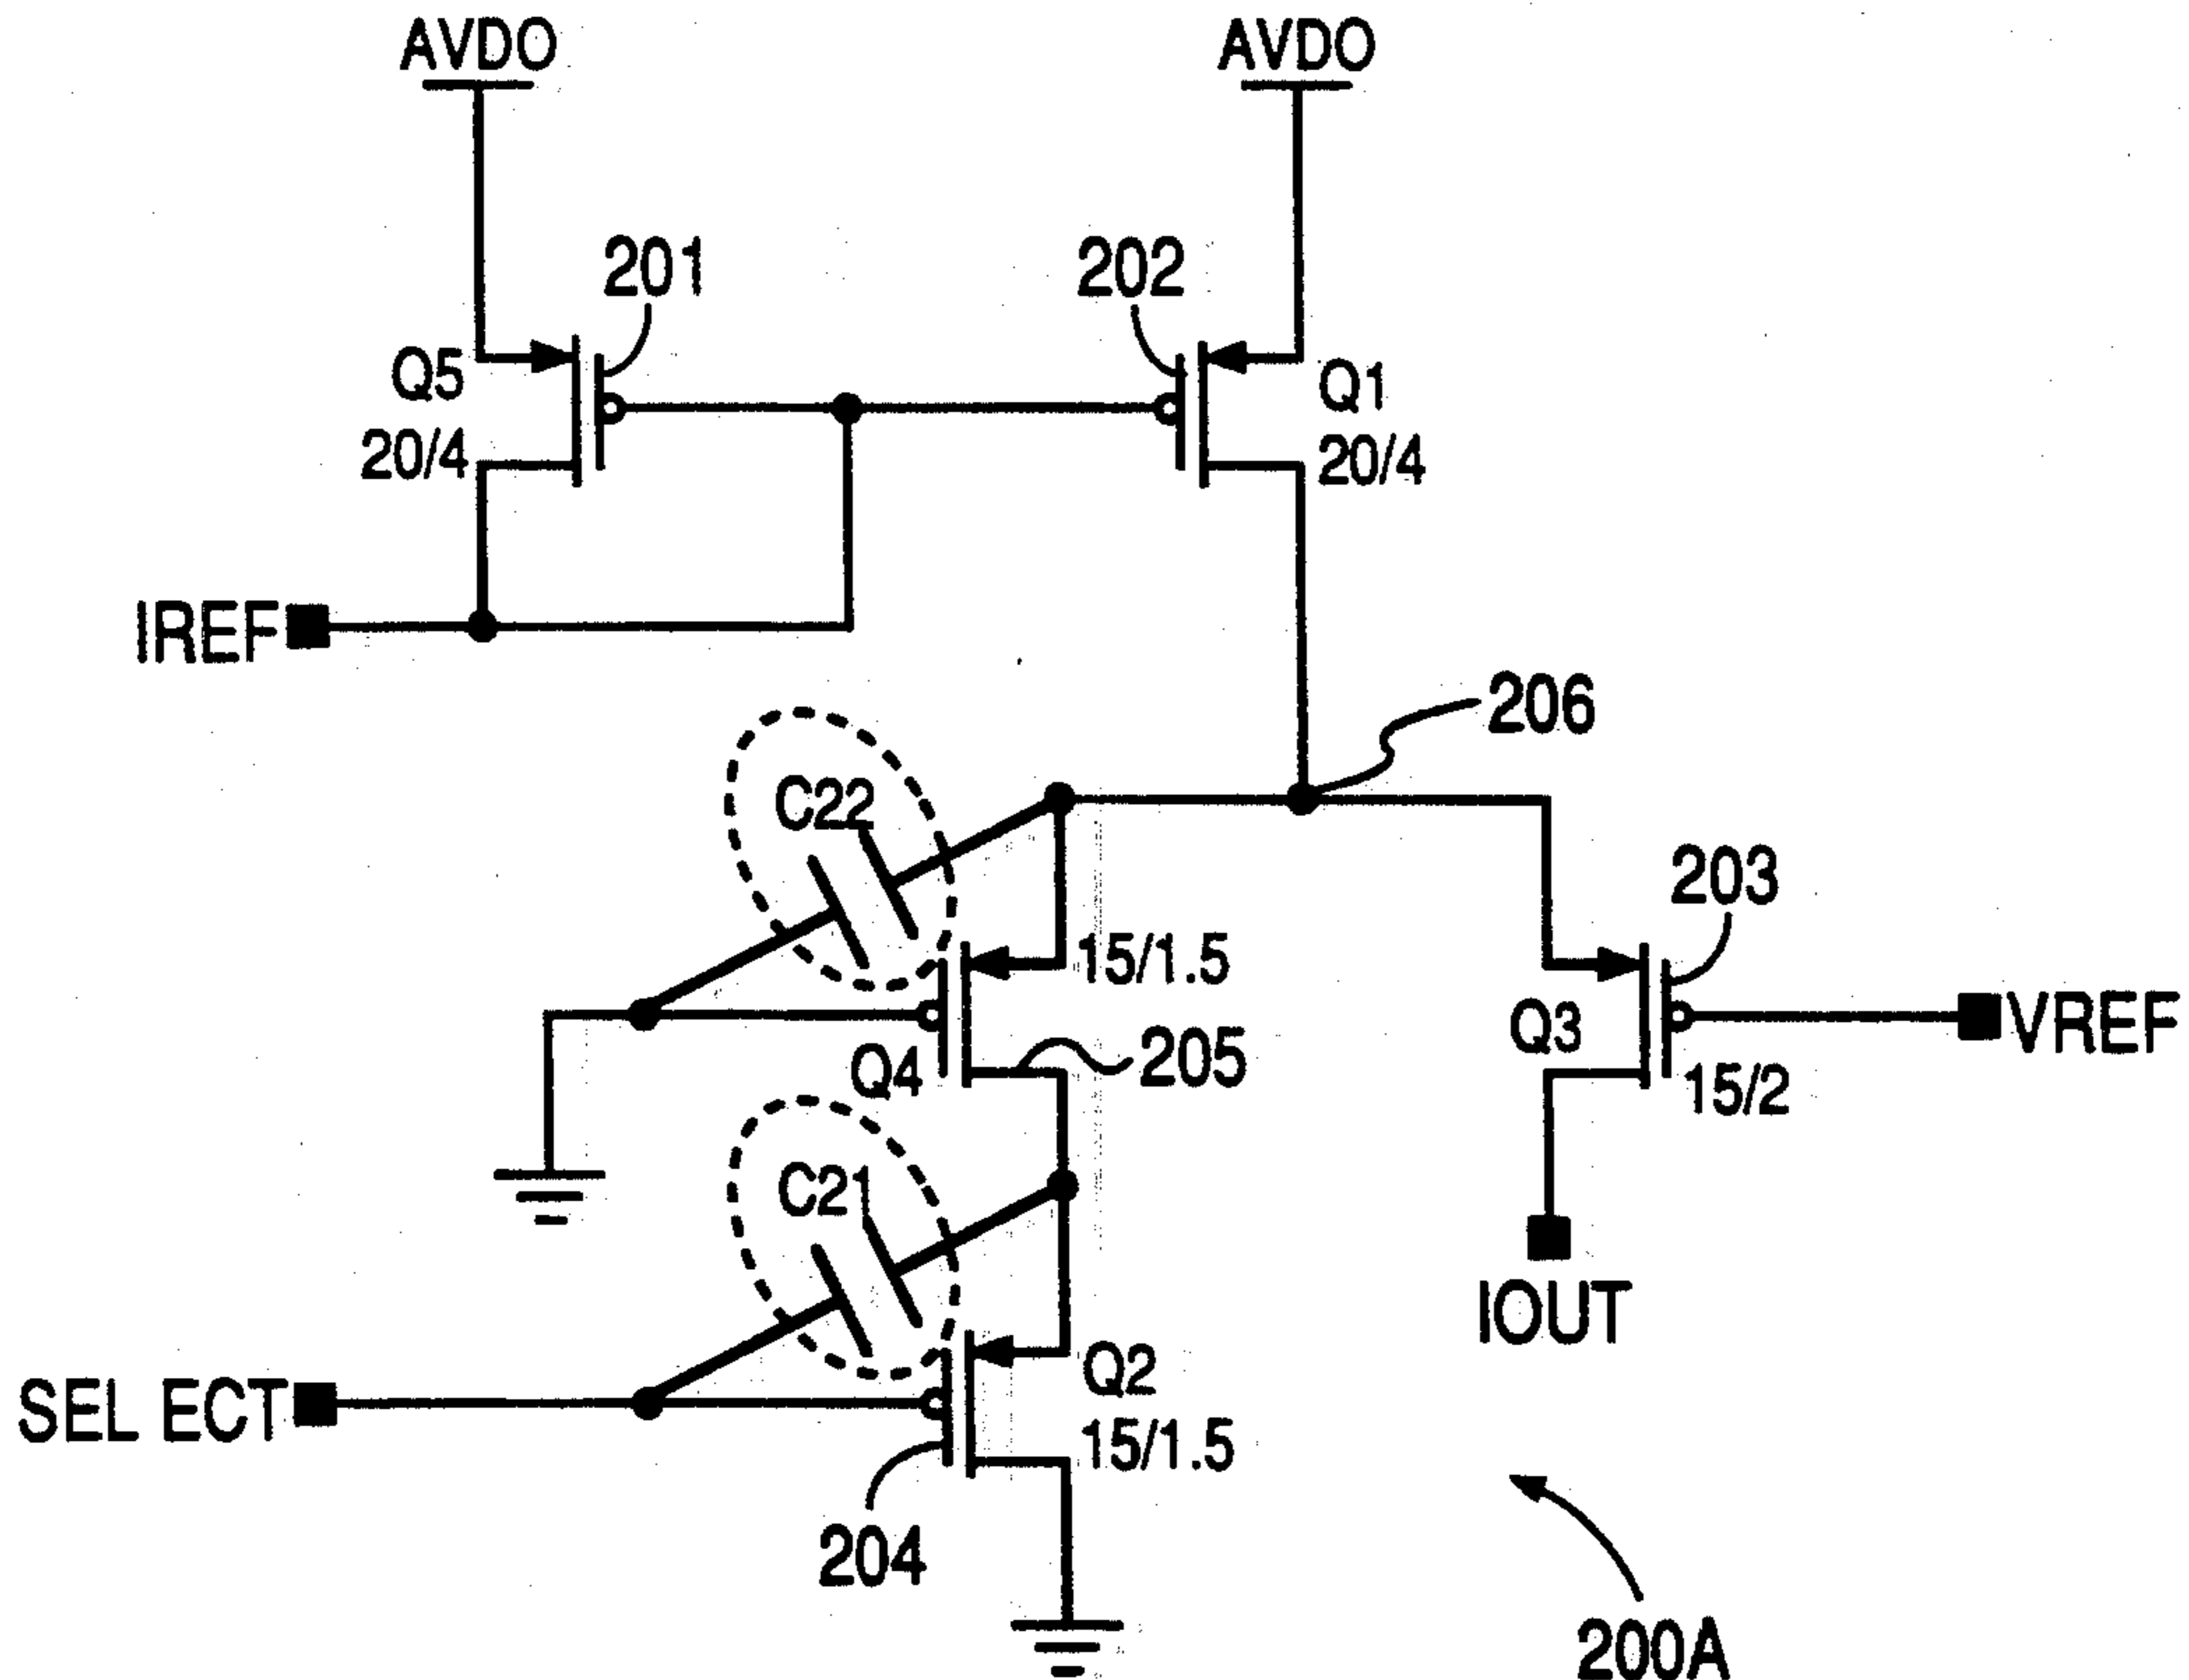 AVDO
AVDO
201
202
Q5
20/4
Q1
20/4
IREF
206
C22
203
15/1.5
Q3
VREF
Q4
205
15/2
C21
IOUT
SEL ECT
Q2
15/1.5
204
200A